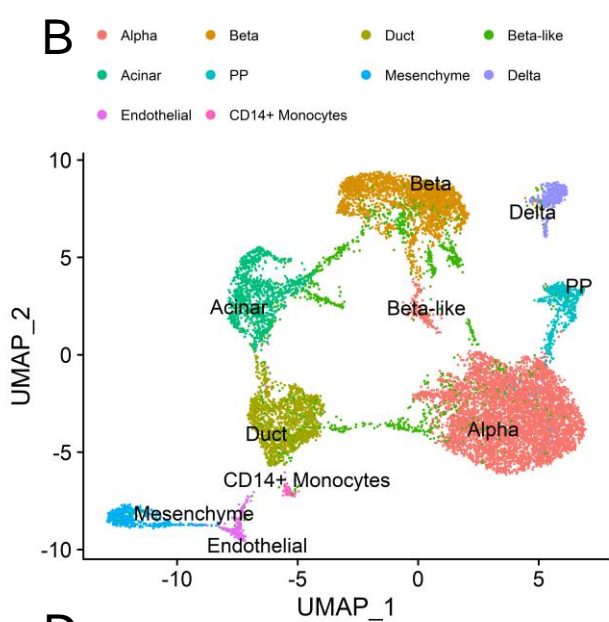 B
Alpha Beta Duct Beta-like
Acinar PP Mesenchyme Delta
Endothelial CD14+ Monocytes
10
Beta
Delta
5
PP
Acinar Beta-like
UMAP_2
0
Duct Alpha
-5
CD14+ Monocytes
Mesenchyme
Endothelial
-10
-10 -5 0 5
UMAP_1